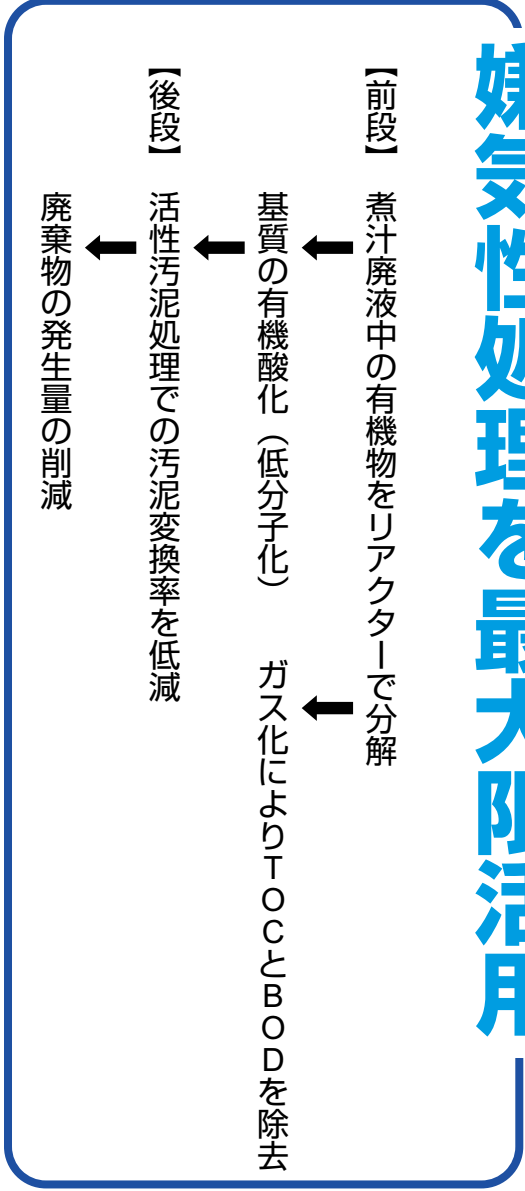 嫌気性処理を最大限活用
【前段】 煮汁廃液中の有機物をリアクターで分解
基質の有機酸化（低分子化） ガス化によりTOCとBODを除去
【後段】 活性汚泥処理での汚泥変換率を低減
廃棄物の発生量の削減